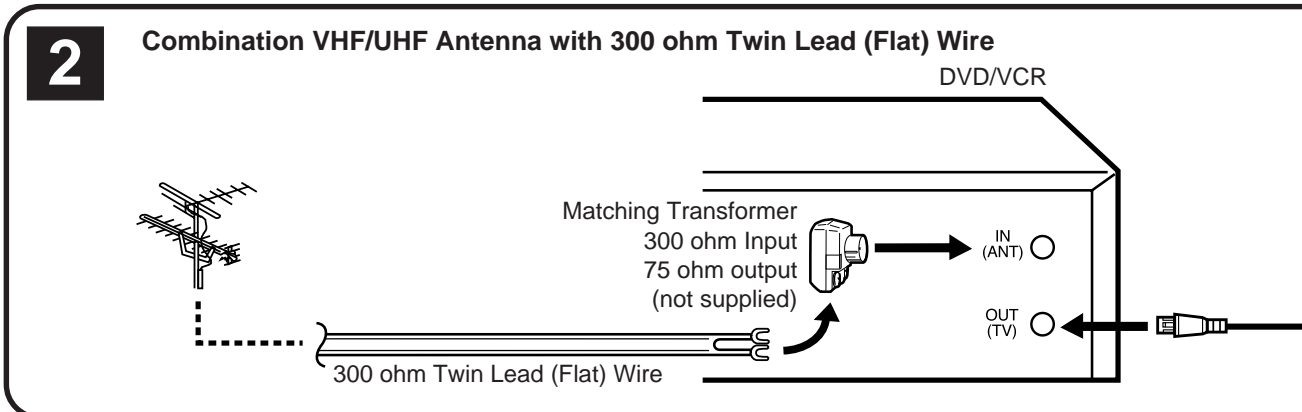 2
Combination VHF/UHF Antenna with 300 ohm Twin Lead (Flat) Wire
DVD/VCR
Matching Transformer
300 ohm Input
75 ohm output
(not supplied)
IN
(ANT)
OUT
(TV)
300 ohm Twin Lead (Flat) Wire